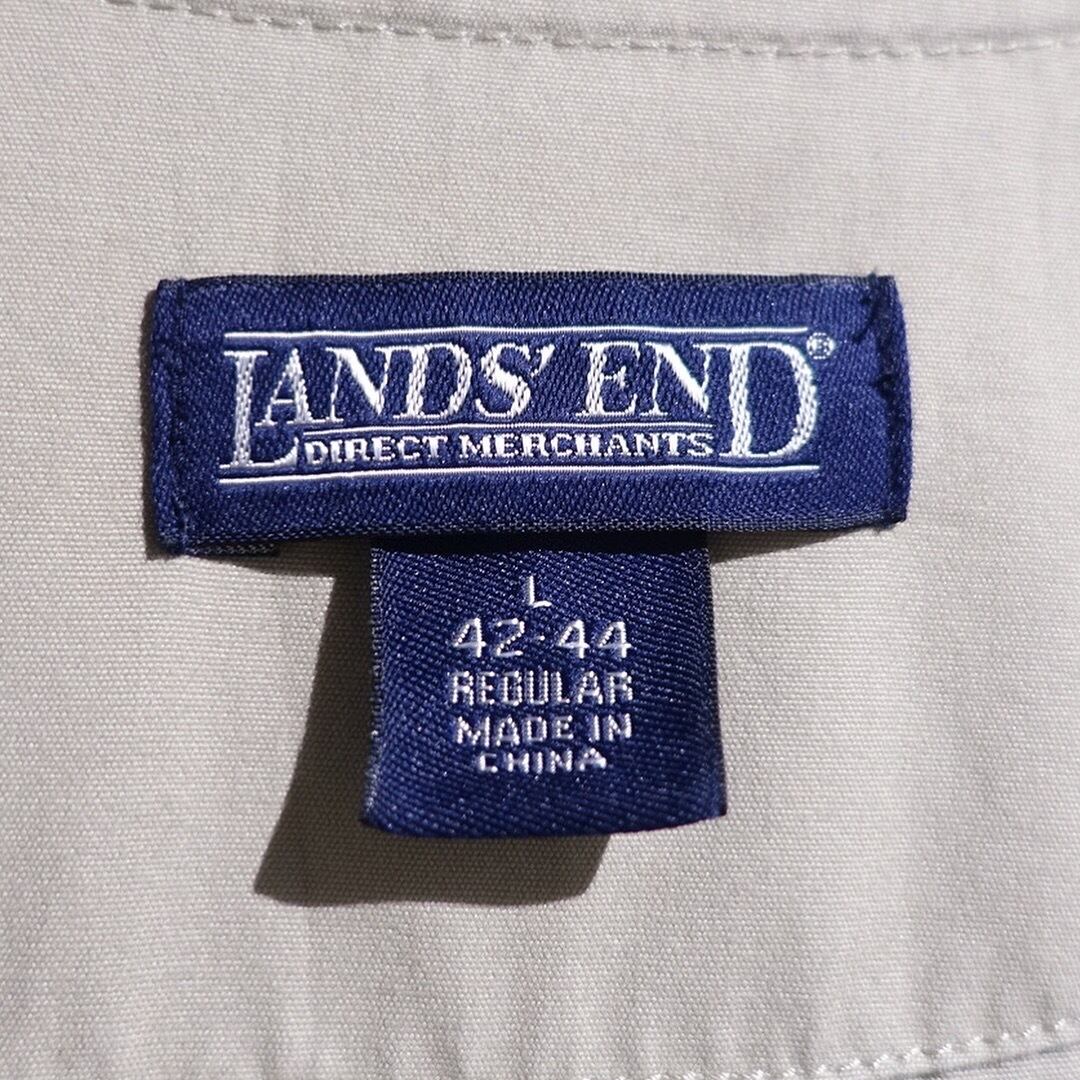 LANDS' END®
DIRECT MERCHANTS
L
42-44
REGULAR
MADE IN
CHINA